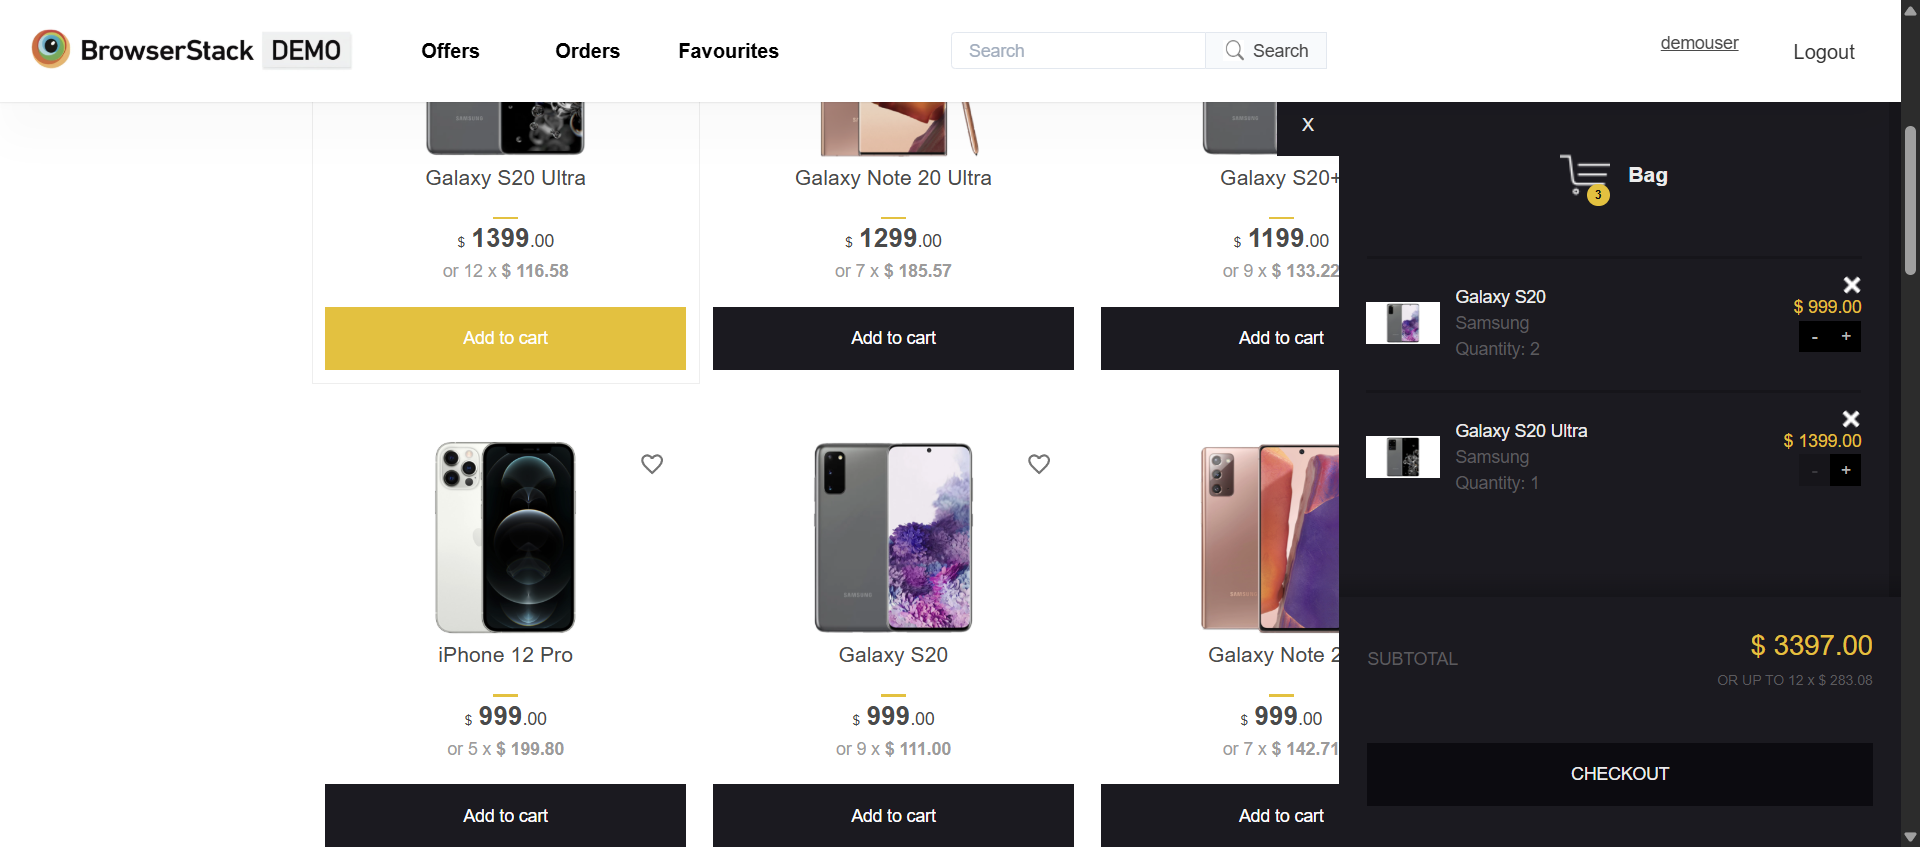 BrowserStack DEMO
Offers
Orders
Favourites
Search
Search
demouser
Logout
SAMSUNG
SAMSUNG
Galaxy S20 Ultra
$ 1399.00
or 12 x $ 116.58
Add to cart
Galaxy Note 20 Ultra
$ 1299.00
or 7 x $ 185.57
Add to cart
Galaxy S20+
$ 1199.00
or 9 x $ 133.22
Add to cart
iPhone 12 Pro
$ 999.00
or 5 x $ 199.80
Add to cart
SAMSUNG
Galaxy S20
$ 999.00
or 9 x $ 111.00
Add to cart
Galaxy Note 2
$ 999.00
or 7 x $ 142.71
Add to cart
X
3
Bag
Galaxy S20
Samsung
Quantity: 2
$ 999.00
- +
Galaxy S20 Ultra
Samsung
Quantity: 1
$ 1399.00
- +
SUBTOTAL
$ 3397.00
OR UP TO 12 x $ 283.08
CHECKOUT